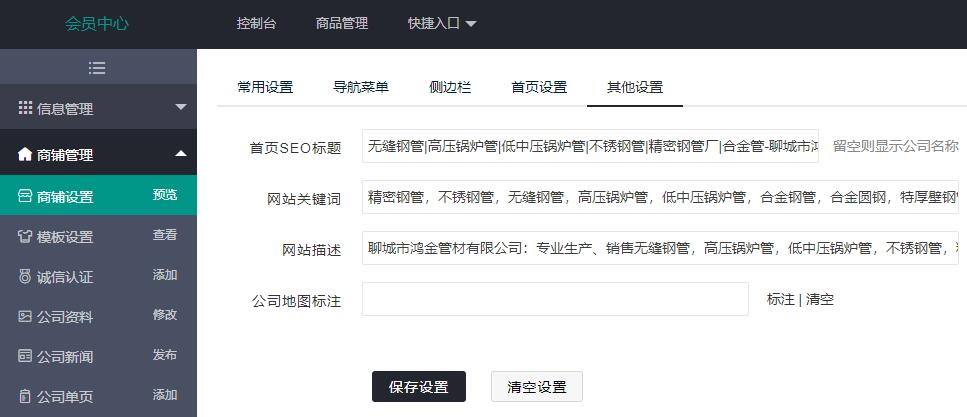 会员中心 控制台 商品管理 快捷入口
常用设置 导航菜单 侧边栏 首页设置 其他设置
信息管理
商铺管理
商铺设置 预览
模板设置 查看
诚信认证 添加
公司资料 修改
公司新闻 发布
公司单页 添加
首页SEO标题 无缝钢管|高压锅炉管|低中压锅炉管|不锈钢管|精密钢管厂|合金管-聊城市鸿 留空则显示公司名称
网站关键词 精密钢管，不锈钢管，无缝钢管，高压锅炉管，低中压锅炉管，合金钢管，合金圆钢，特厚壁钢
网站描述 聊城市鸿金管材有限公司：专业生产、销售无缝钢管，高压锅炉管，低中压锅炉管，不锈钢管，
公司地图标注 标注 | 清空
保存设置 清空设置